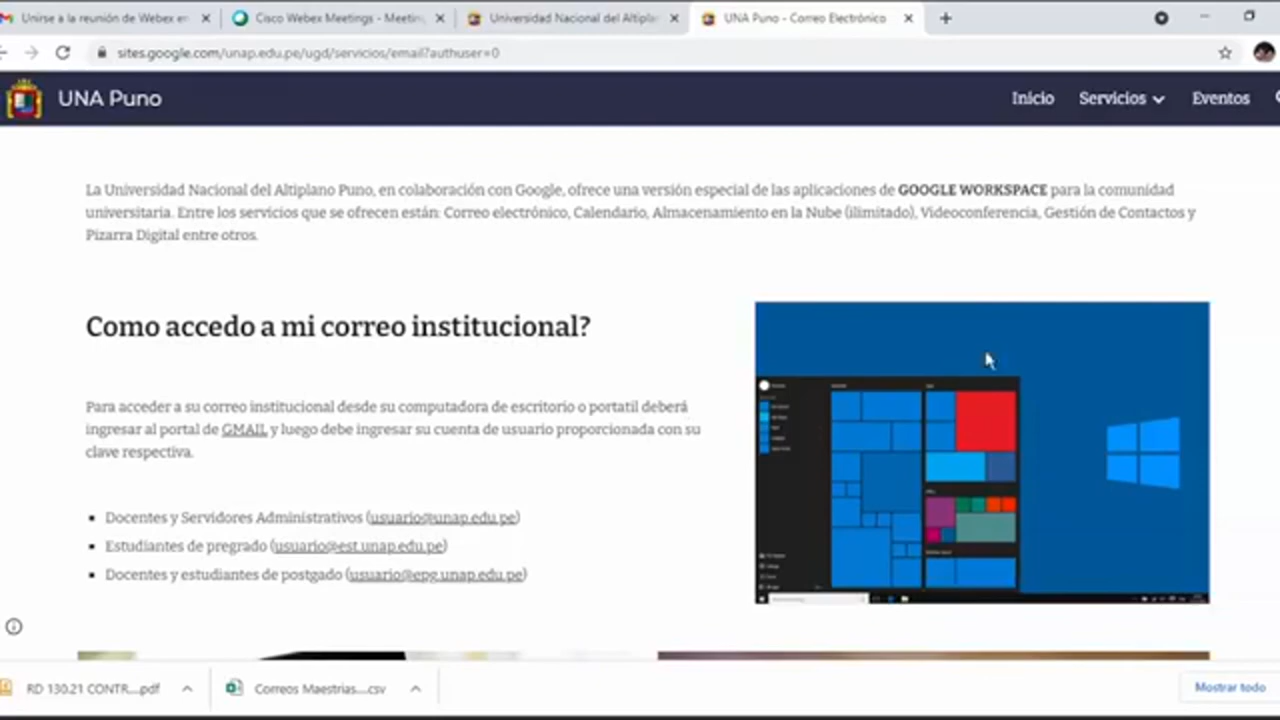 Unirse a la reunión de Webex en
Cisco Webex Meetings - Meetin
Universidad Nacional del Altiplan
UNA Puno - Correo Electrónico
sites.google.com/unap.edu.pe/ugd/servicios/email?authuser=0
UNA Puno
Inicio
Servicios
Eventos
La Universidad Nacional del Altiplano Puno, en colaboración con Google, ofrece una versión especial de las aplicaciones de GOOGLE WORKSPACE para la comunidad
universitaria. Entre los servicios que se ofrecen están: Correo electrónico, Calendario, Almacenamiento en la Nube (ilimitado), Videoconferencia, Gestión de Contactos y
Pizarra Digital entre otros.
Como accedo a mi correo institucional?
Para acceder a su correo institucional desde su computadora de escritorio o portatil deberá
ingresar al portal de GMAIL y luego debe ingresar su cuenta de usuario proporcionada con su
clave respectiva.
Docentes y Servidores Administrativos (usuario@unap.edu.pe)
Estudiantes de pregrado (usuario@est.unap.edu.pe)
Docentes y estudiantes de postgado (usuario@epg.unap.edu.pe)
RD 130.21 CONTR....pdf
Correos Maestrias....csv
Mostrar todo